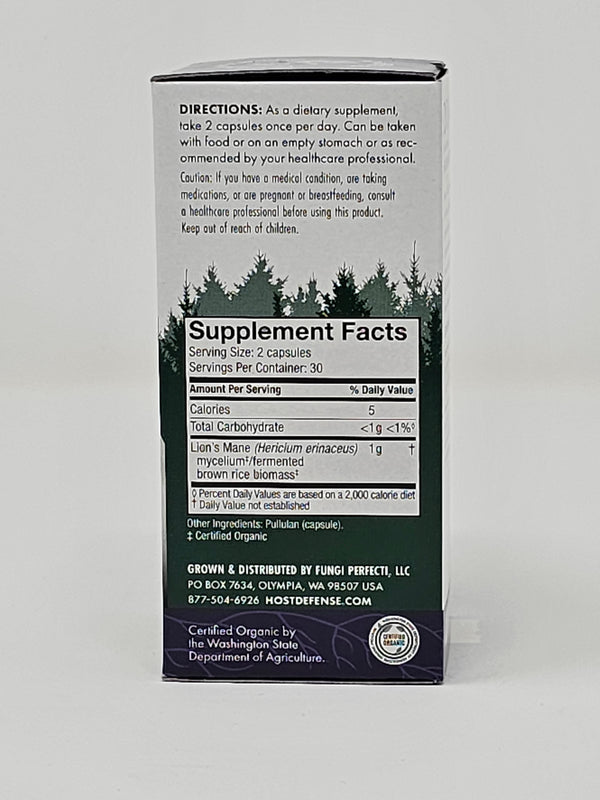 DIRECTIONS: As a dietary supplement,
take 2 capsules once per day. Can be taken
with food or on an empty stomach or as rec-
ommended by your healthcare professional.
Caution: If you have a medical condition, are taking
medications, or are pregnant or breastfeeding, consult
a healthcare professional before using this product.
Keep out of reach of children.
Supplement Facts
Serving Size: 2 capsules
Servings Per Container: 30
Amount Per Serving % Daily Value
Calories 5
Total Carbohydrate <1g <1%◊
Lion's Mane (Hericium erinaceus) 1g †
mycelium‡/fermented
brown rice biomass‡
◊ Percent Daily Values are based on a 2,000 calorie diet
† Daily Value not established
Other Ingredients: Pullulan (capsule).
‡ Certified Organic
GROWN & DISTRIBUTED BY FUNGI PERFECTI, LLC
PO BOX 7634, OLYMPIA, WA 98507 USA
877-504-6926 HOSTDEFENSE.COM
Certified Organic by
the Washington State
Department of Agriculture.
CERTIFIED
ORGANIC